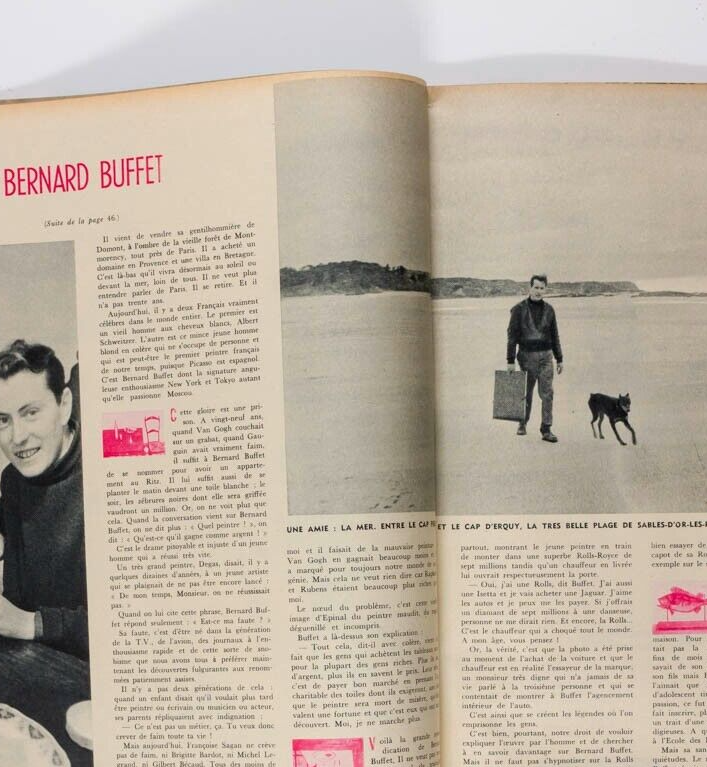 BERNARD BUFFET
(Suite de la page 46.)
Il vient de vendre sa gentilhommière de
Domont, à l'ombre de la vieille forêt de Mont-
morency, tout près de Paris. Il a acheté un
domaine en Provence et une villa en Bretagne.
C'est là-bas qu'il vivra désormais au soleil ou
devant la mer, loin de tous. Il ne veut plus
entendre parler de Paris. Il se retire. Et il
n'a pas trente ans.
Aujourd'hui, il y a deux Français vraiment
célèbres dans le monde entier. Le premier est
un vieil homme aux cheveux blancs, Albert
Schweitzer. L'autre est ce mince jeune homme
blond en colère qui ne s'occupe de personne et
qui est peut-être le premier peintre français
de notre temps, puisque Picasso est espagnol.
C'est Bernard Buffet dont la signature angu-
leuse enthousiasme New York et Tokyo autant
qu'elle passionne Moscou.
Cette gloire est une pri-
son. A vingt-neuf ans,
quand Van Gogh couchait
sur un grabat, quand Gau-
guin avait vraiment faim,
il suffit à Bernard Buffet
de se nommer pour avoir un apparte-
ment au Ritz. Il lui suffit aussi de se
planter le matin devant une toile blanche ; le
soir, les zébrures noires dont elle sera griffée
vaudront un million. Or, on ne voit plus que
cela. Quand la conversation vient sur Bernard
Buffet, on ne dit plus : « Quel peintre ! », on
dit : « Qu'est-ce qu'il gagne comme argent ! »
C'est le drame pitoyable et injuste d'un jeune
homme qui a réussi très vite.
Un très grand peintre, Degas, disait, il y a
quelques dizaines d'années, à un jeune artiste
qui se plaignait de ne pas être encore lancé :
« De mon temps, Monsieur, on ne réussissait
pas. »
Quand on lui cite cette phrase, Bernard Buf-
fet répond seulement : « Est-ce ma faute ? »
Sa faute, c'est d'être né dans la génération
de la T.V., de l'avion, des journaux à l'en-
thousiasme rapide et de cette sorte de sno-
bisme que nous avons tous à préférer main-
tenant les découvertes fulgurantes aux renom-
mées patiemment assises.
Il n'y a pas deux générations de cela :
quand un enfant disait qu'il voulait plus tard
être peintre ou écrivain ou musicien ou acteur,
ses parents répliquaient avec indignation :
— Ce n'est pas un métier, ça. Tu veux donc
crever de faim toute ta vie !
Mais aujourd'hui, Françoise Sagan ne crève
pas de faim, ni Brigitte Bardot, ni Michel Le-
grand, ni Gilbert Bécaud. Tous des moins de
UNE AMIE : LA MER. ENTRE LE CAP ET LE CAP D'ERQUY, LA TRES BELLE PLAGE DE SABLES-D'OR-LES-
moi et il faisait de la mauvaise peinture.
Van Gogh en gagnait beaucoup moins
a marqué pour toujours notre monde de
génie. Mais cela ne veut rien dire car
et Rubens étaient beaucoup plus riches
moi.
Le nœud du problème, c'est cette
image d'Epinal du peintre maudit, du
déguenillé et incompris.
Buffet a là-dessus son explication.
— Tout cela, dit-il avec colère,
fait que les gens qui achètent les tableaux
pour la plupart des gens riches. Plus
d'argent, plus ils en savent le prix. Leur
c'est de payer bon marché en prenant
charitable des toiles dont ils exigeront,
que le peintre sera mort de misère,
valent une fortune et que c'est eux qui
découvert. Moi, je ne marche plus.
Voilà la grande
dication de
Buffet, Il ne veut
partout, montrant le jeune peintre en train
de monter dans une superbe Rolls-Royce de
sept millions tandis qu'un chauffeur en livrée
lui ouvrait respectueusement la porte.
— Oui, j'ai une Rolls, dit Buffet. J'ai aussi
une Isetta et je vais acheter une Jaguar. J'aime
les autos et je peux me les payer. Si j'offrais
un diamant de sept millions à une danseuse,
personne ne me dirait rien. Et encore, la Rolls...
C'est le chauffeur qui a choqué tout le monde.
A mon âge, vous pensez !
Or, la vérité, c'est que la photo a été prise
au moment de l'achat de la voiture et que le
chauffeur est en réalité l'essayeur de la marque,
un monsieur très digne qui n'a jamais de sa
vie parlé à la troisième personne et qui se
contentait de montrer à Buffet l'agencement
intérieur de l'auto.
C'est ainsi que se créent les légendes où l'on
emprisonne les gens.
C'est bien, pourtant, notre droit de vouloir
expliquer l'œuvre par l'homme et de chercher
à en savoir davantage sur Bernard Buffet.
Mais il ne faut pas s'hypnotiser sur la Rolls
bien essayer de
capot de sa
exemple sur le
maison. Pour
tait pas la
fins de mois
savait de son
son fils mais
l'aimait que
d'adolescent
passion, ce fut
fait inscrire,
un trait d'une
digieuses. A
à l'Ecole des
Mais sa
quiétudes. Le